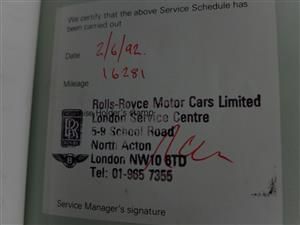 We certify that the above Service Schedule has
been carried out
Date 2/6/92.
Mileage 16281
Rolls-Royce Motor Cars Limited
Holder's stamp
London Service Centre
5-9 School Road
North Acton
London NW10 6TD
Tel: 01-965 7355
Service Manager's signature